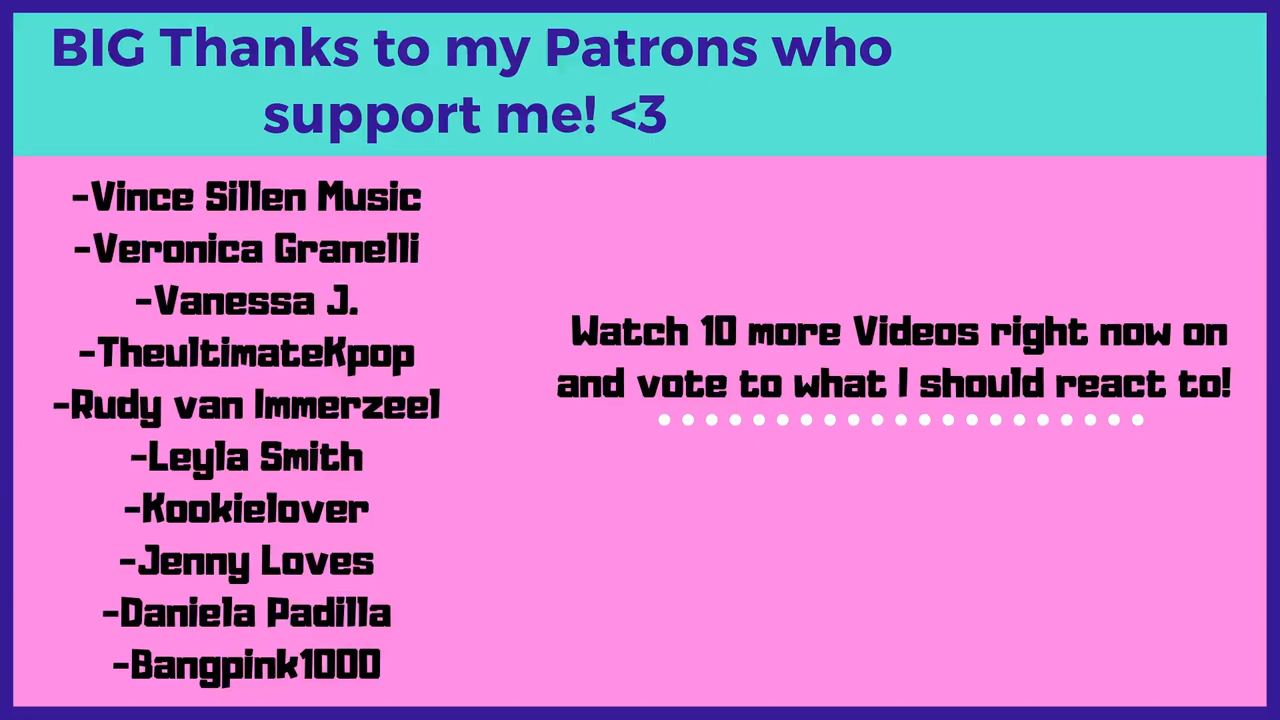 BIG Thanks to my Patrons who
support me! <3
-Vince Sillen Music
-Veronica Granelli
-Vanessa J.
-TheultimateKpop
-Rudy van Immerzeel
-Leyla Smith
-Kookielover
-Jenny Loves
-Daniela Padilla
-Bangpink1000
Watch 10 more Videos right now on
and vote to what I should react to!